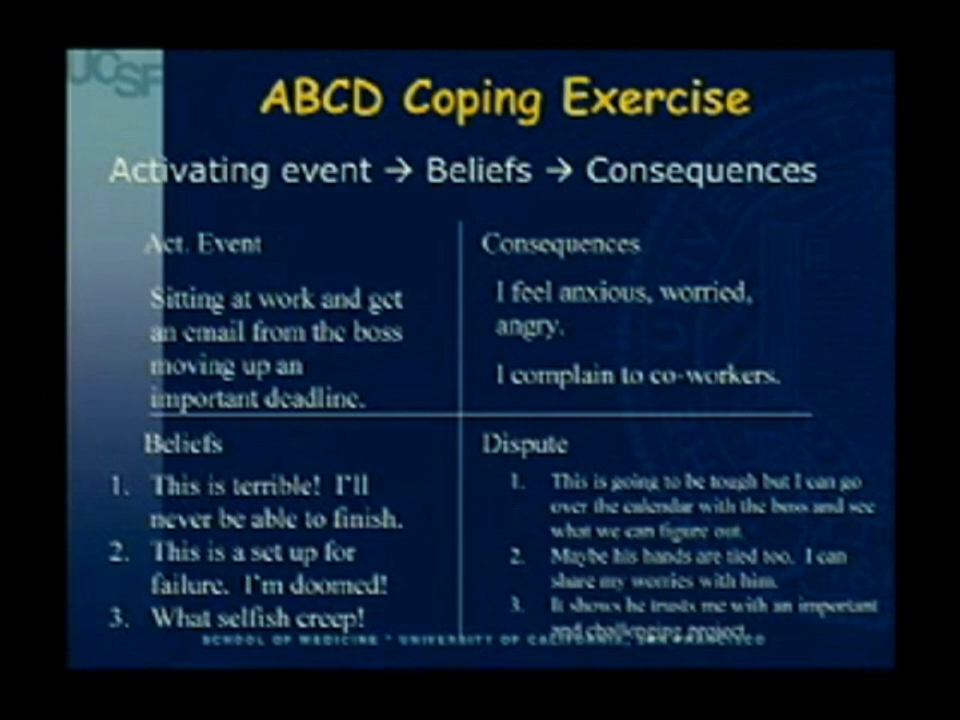 UCSF
ABCD Coping Exercise
Activating event → Beliefs → Consequences
Act. Event
Sitting at work and get
an email from the boss
moving up an
important deadline.
Consequences
I feel anxious, worried,
angry.
I complain to co-workers.
Beliefs
1. This is terrible! I'll
never be able to finish.
2. This is a set up for
failure. I'm doomed!
3. What selfish creep!
Dispute
1. This is going to be tough but I can go
over the calendar with the boss and see
what we can figure out.
2. Maybe his hands are tied too. I can
share my worries with him.
3. It shows he trusts me with an important
and challenging project.
SCHOOL OF MEDICINE * UNIVERSITY OF CALIFORNIA, SAN FRANCISCO